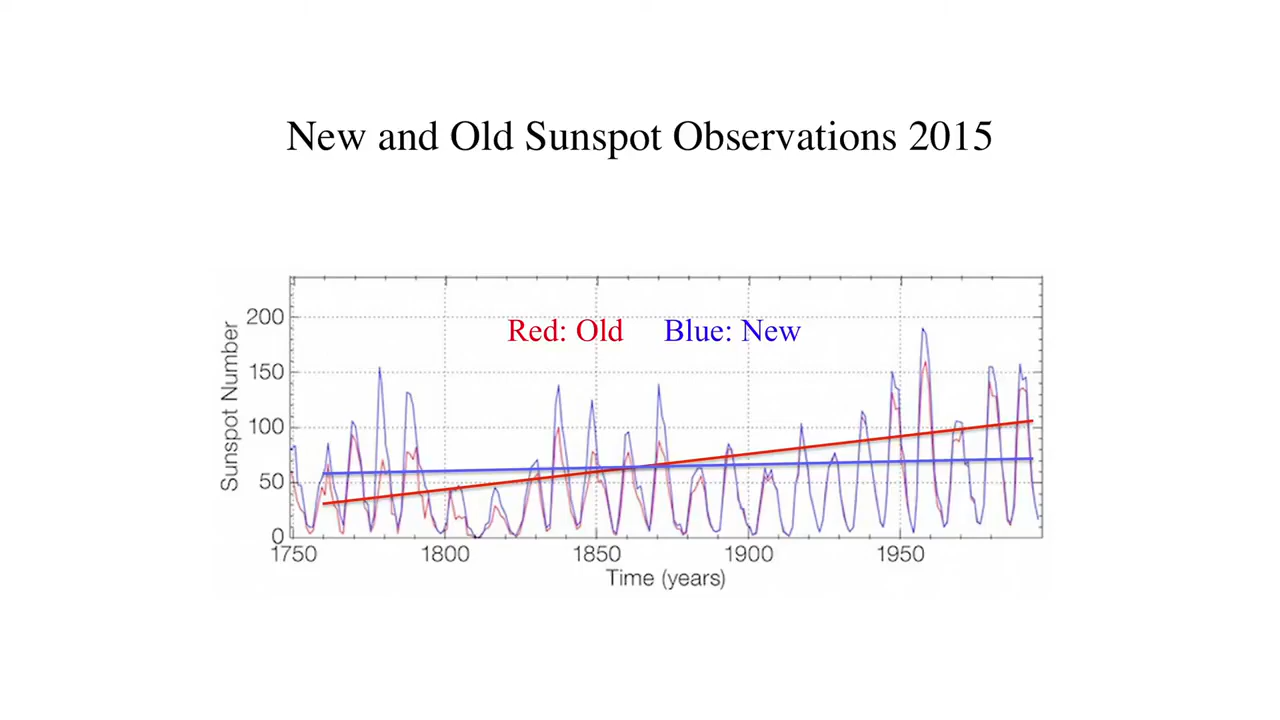 New and Old Sunspot Observations 2015
Red: Old Blue: New
Sunspot Number
200
150
100
50
0
1750 1800 1850 1900 1950
Time (years)